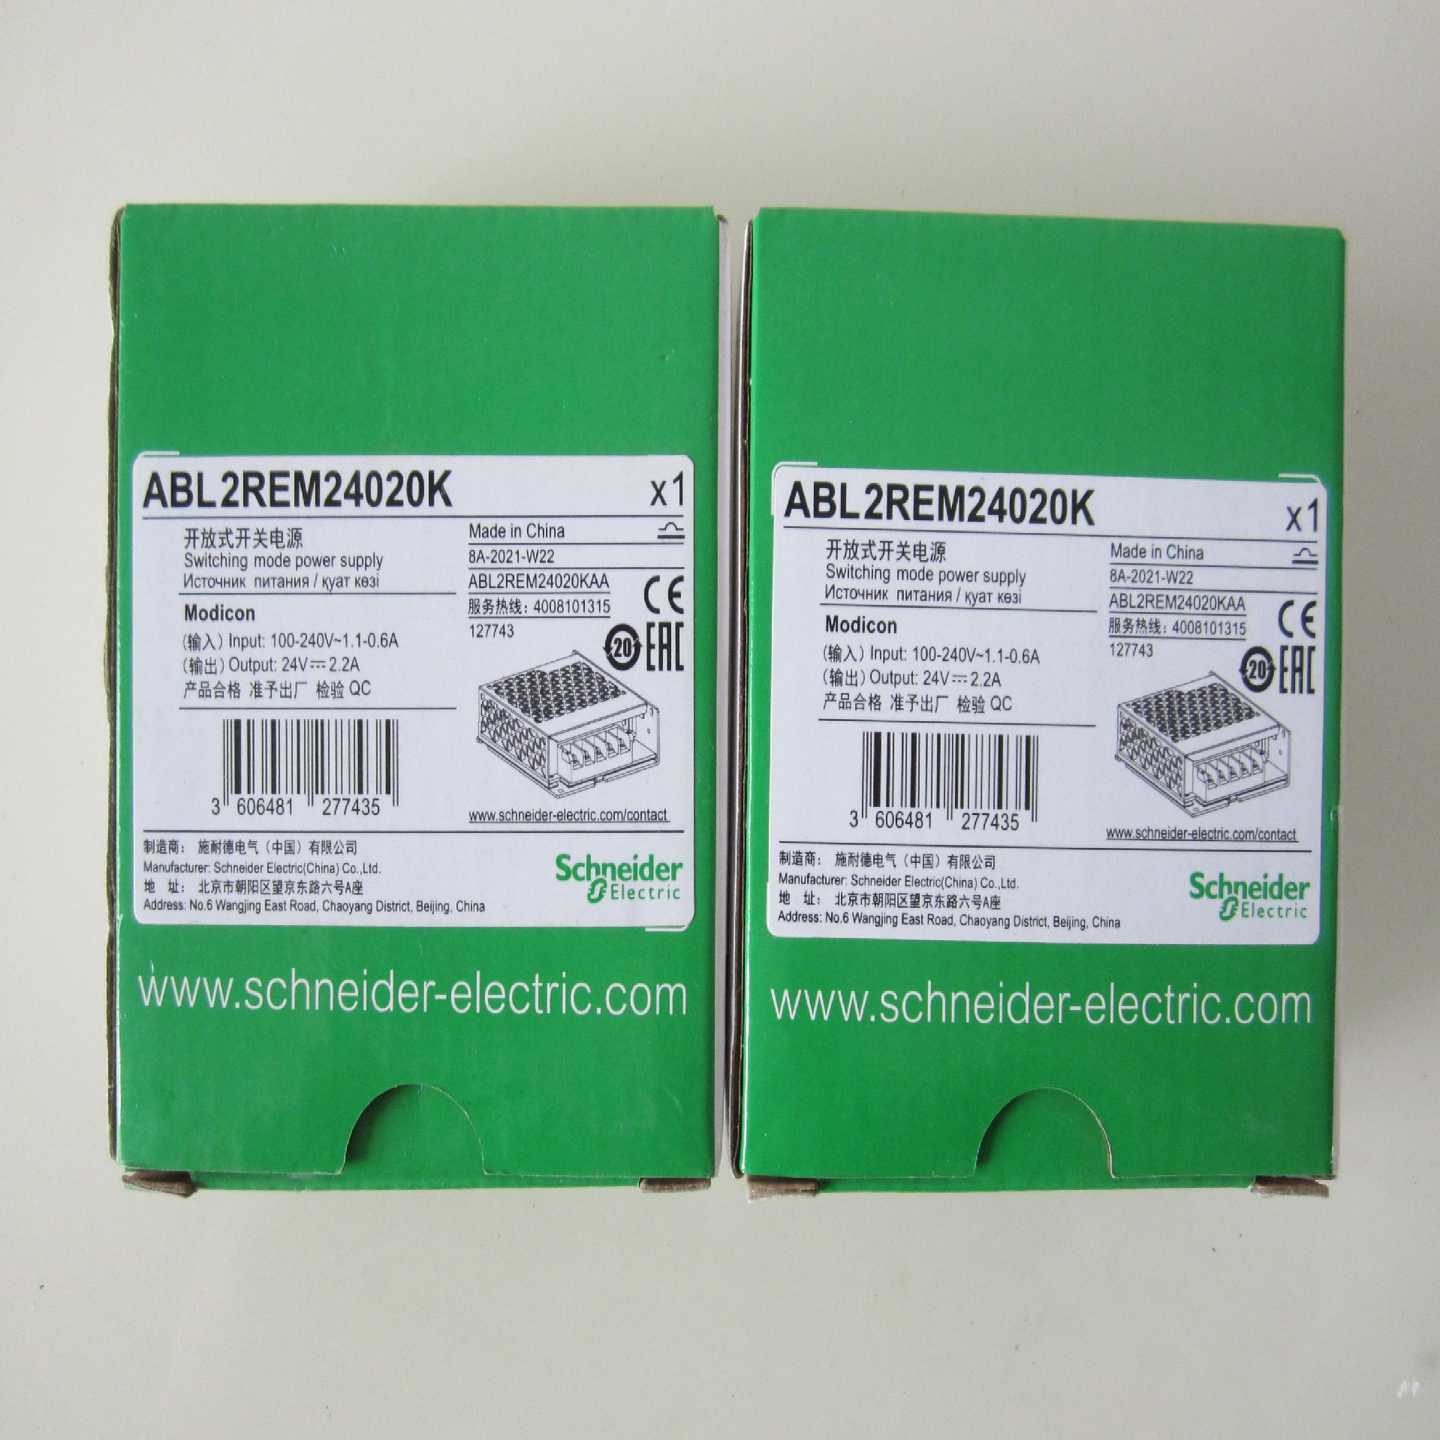 ABL2REM24020K x1
开放式开关电源
Switching mode power supply
Источник питания / қуат көзі
Modicon
(输入) Input: 100-240V~1.1-0.6A
(输出) Output: 24V⎓2.2A
产品合格 准予出厂 检验 QC
Made in China
8A-2021-W22
ABL2REM24020KAA
服务热线: 4008101315
127743
CE
20
EAC
3 606481 277435
www.schneider-electric.com/contact
制造商: 施耐德电气(中国)有限公司
Manufacturer: Schneider Electric(China) Co.,Ltd.
地 址: 北京市朝阳区望京东路六号A座
Address: No.6 Wangjing East Road, Chaoyang District, Beijing, China
Schneider
Electric
www.schneider-electric.com
ABL2REM24020K x1
开放式开关电源
Switching mode power supply
Источник питания / қуат көзі
Modicon
(输入) Input: 100-240V~1.1-0.6A
(输出) Output: 24V⎓2.2A
产品合格 准予出厂 检验 QC
Made in China
8A-2021-W22
ABL2REM24020KAA
服务热线: 4008101315
127743
CE
20
EAC
3 606481 277435
www.schneider-electric.com/contact
制造商: 施耐德电气(中国)有限公司
Manufacturer: Schneider Electric(China) Co.,Ltd.
地 址: 北京市朝阳区望京东路六号A座
Address: No.6 Wangjing East Road, Chaoyang District, Beijing, China
Schneider
Electric
www.schneider-electric.com